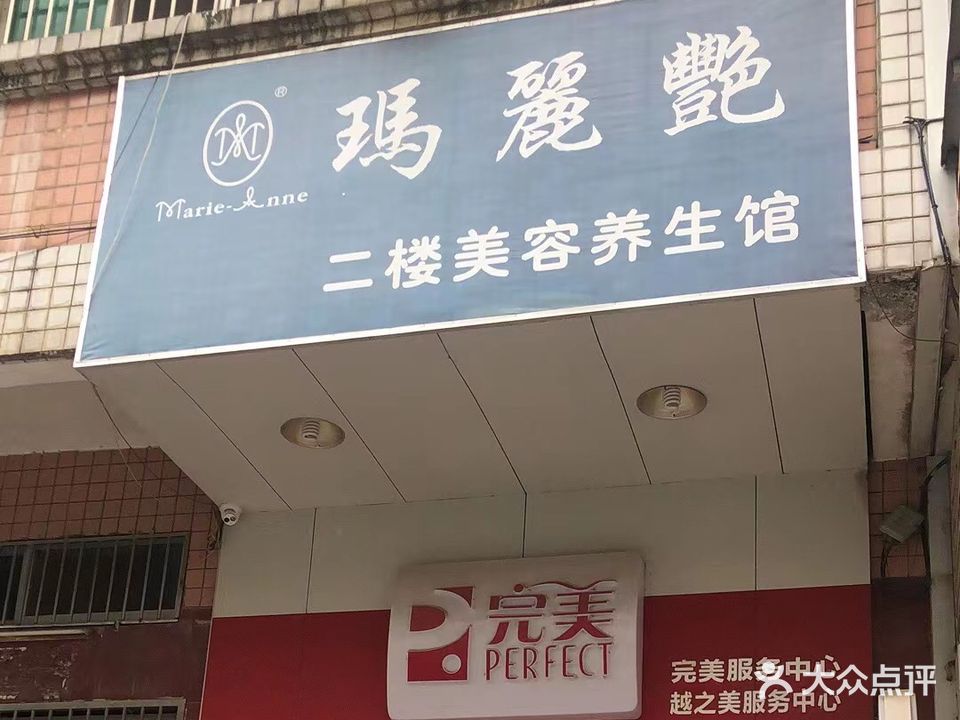 ®
瑪麗艷
Marie-Anne
二楼美容养生馆
完美
PERFECT
完美服务中心
越之美服务中心
大众点评